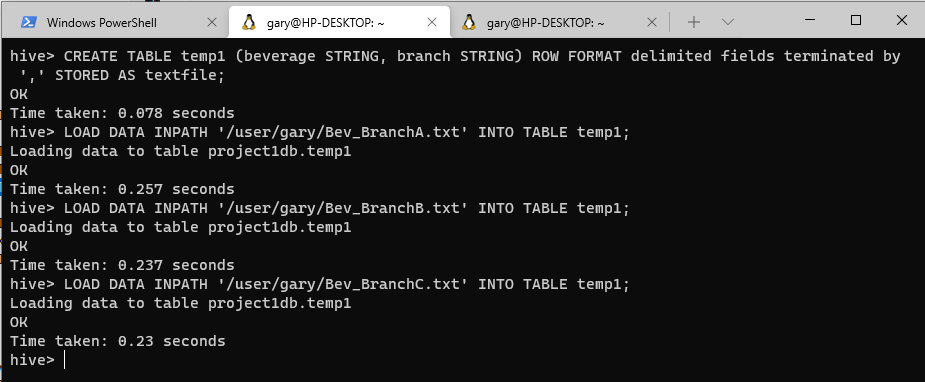 Windows PowerShell
gary@HP-DESKTOP: ~
gary@HP-DESKTOP: ~
hive> CREATE TABLE temp1 (beverage STRING, branch STRING) ROW FORMAT delimited fields terminated by
',' STORED AS textfile;
OK
Time taken: 0.078 seconds
hive> LOAD DATA INPATH '/user/gary/Bev_BranchA.txt' INTO TABLE temp1;
Loading data to table project1db.temp1
OK
Time taken: 0.257 seconds
hive> LOAD DATA INPATH '/user/gary/Bev_BranchB.txt' INTO TABLE temp1;
Loading data to table project1db.temp1
OK
Time taken: 0.237 seconds
hive> LOAD DATA INPATH '/user/gary/Bev_BranchC.txt' INTO TABLE temp1;
Loading data to table project1db.temp1
OK
Time taken: 0.23 seconds
hive>